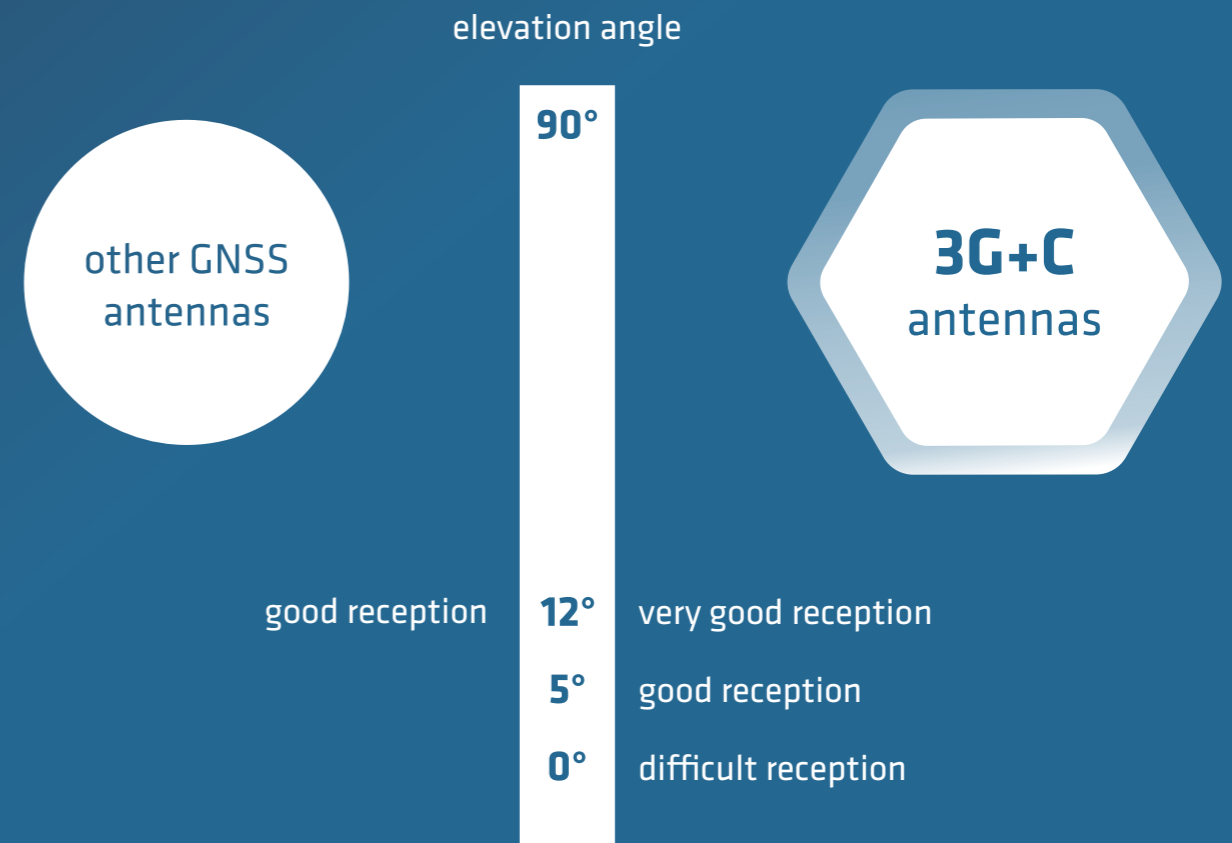 elevation angle
90°
other GNSS
antennas
3G+C
antennas
good reception 12° very good reception
5° good reception
0° difficult reception